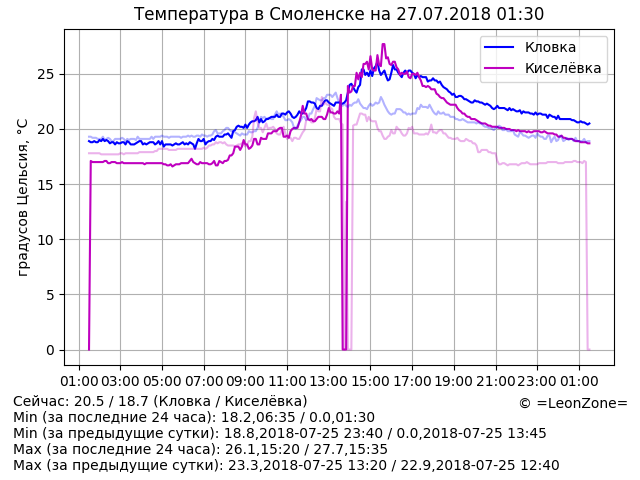 Температура в Смоленске на 27.07.2018 01:30
Кловка
Киселёвка
градусов Цельсия, °C
25
20
15
10
5
0
01:00 03:00 05:00 07:00 09:00 11:00 13:00 15:00 17:00 19:00 21:00 23:00 01:00
Сейчас: 20.5 / 18.7 (Кловка / Киселёвка)
© =LeonZone=
Min (за последние 24 часа): 18.2,06:35 / 0.0,01:30
Min (за предыдущие сутки): 18.8,2018-07-25 23:40 / 0.0,2018-07-25 13:45
Max (за последние 24 часа): 26.1,15:20 / 27.7,15:35
Max (за предыдущие сутки): 23.3,2018-07-25 13:20 / 22.9,2018-07-25 12:40